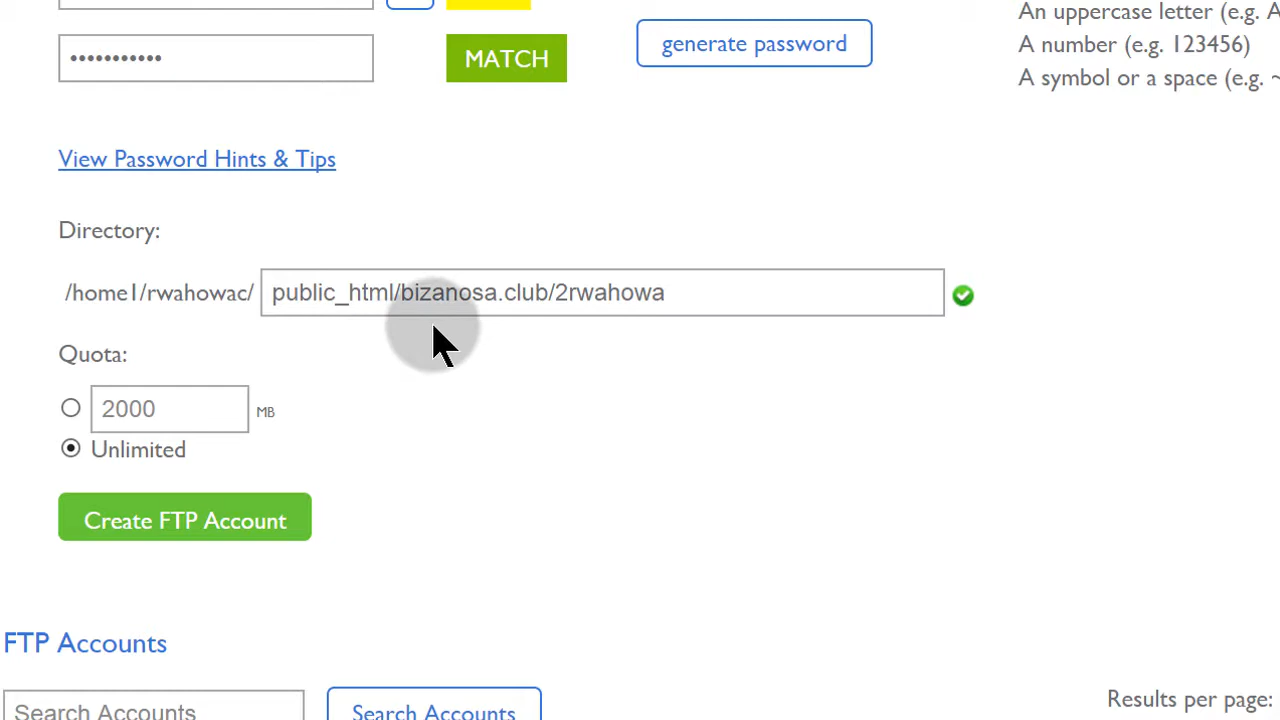 An uppercase letter (e.g. A
generate password
A number (e.g. 123456)
MATCH
A symbol or a space (e.g. ~
View Password Hints & Tips
Directory:
/home1/rwahowac/ public_html/bizanosa.club/2rwahowa
Quota:
2000 MB
Unlimited
Create FTP Account
FTP Accounts
Results per page:
Search Accounts Search Accounts